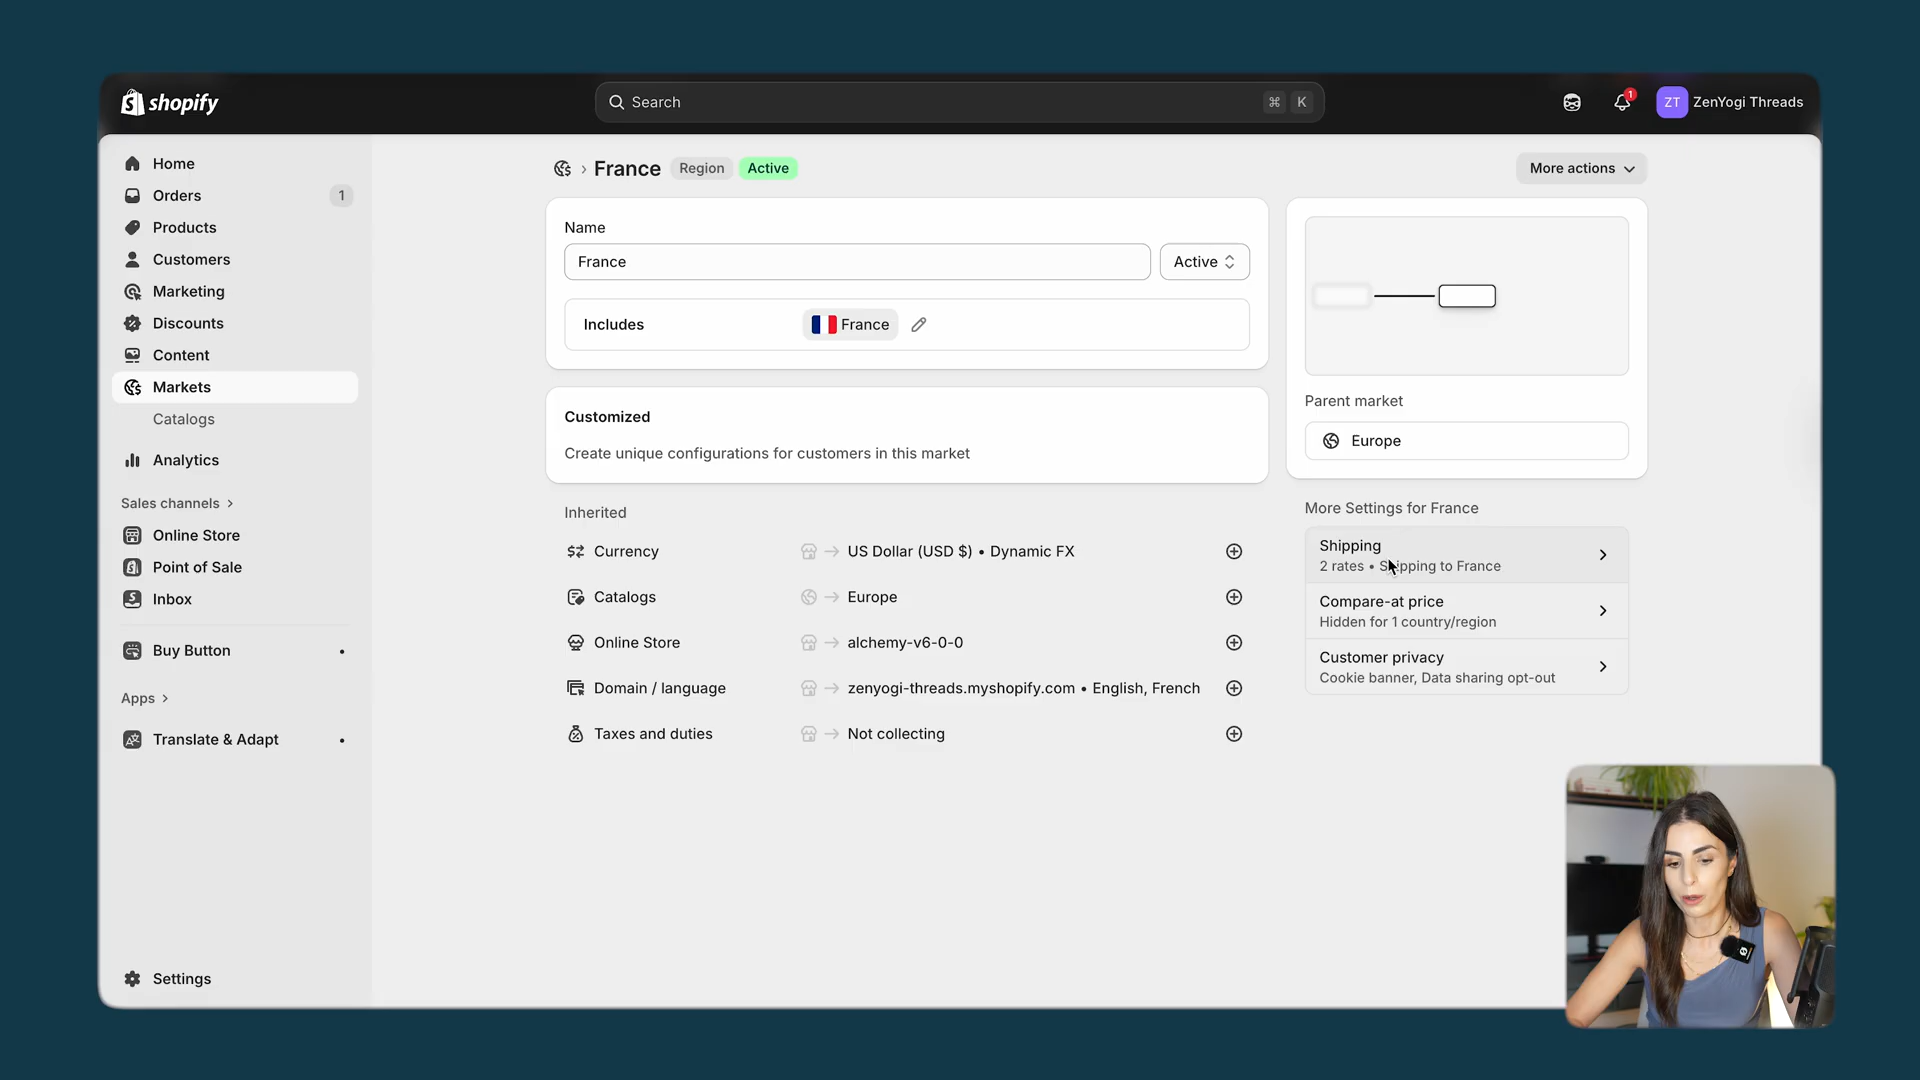 shopify
Search
⌘ K
1
ZT ZenYogi Threads
Home
Orders 1
Products
Customers
Marketing
Discounts
Content
Markets
Catalogs
Analytics
Sales channels >
Online Store
Point of Sale
Inbox
Buy Button •
Apps >
Translate & Adapt •
Settings
› France Region Active
More actions
Name
France
Active
Includes France
Customized
Create unique configurations for customers in this market
Inherited
Currency → US Dollar (USD $) • Dynamic FX
Catalogs → Europe
Online Store → alchemy-v6-0-0
Domain / language → zenyogi-threads.myshopify.com • English, French
Taxes and duties → Not collecting
Parent market
Europe
More Settings for France
Shipping
2 rates • Shipping to France
Compare-at price
Hidden for 1 country/region
Customer privacy
Cookie banner, Data sharing opt-out